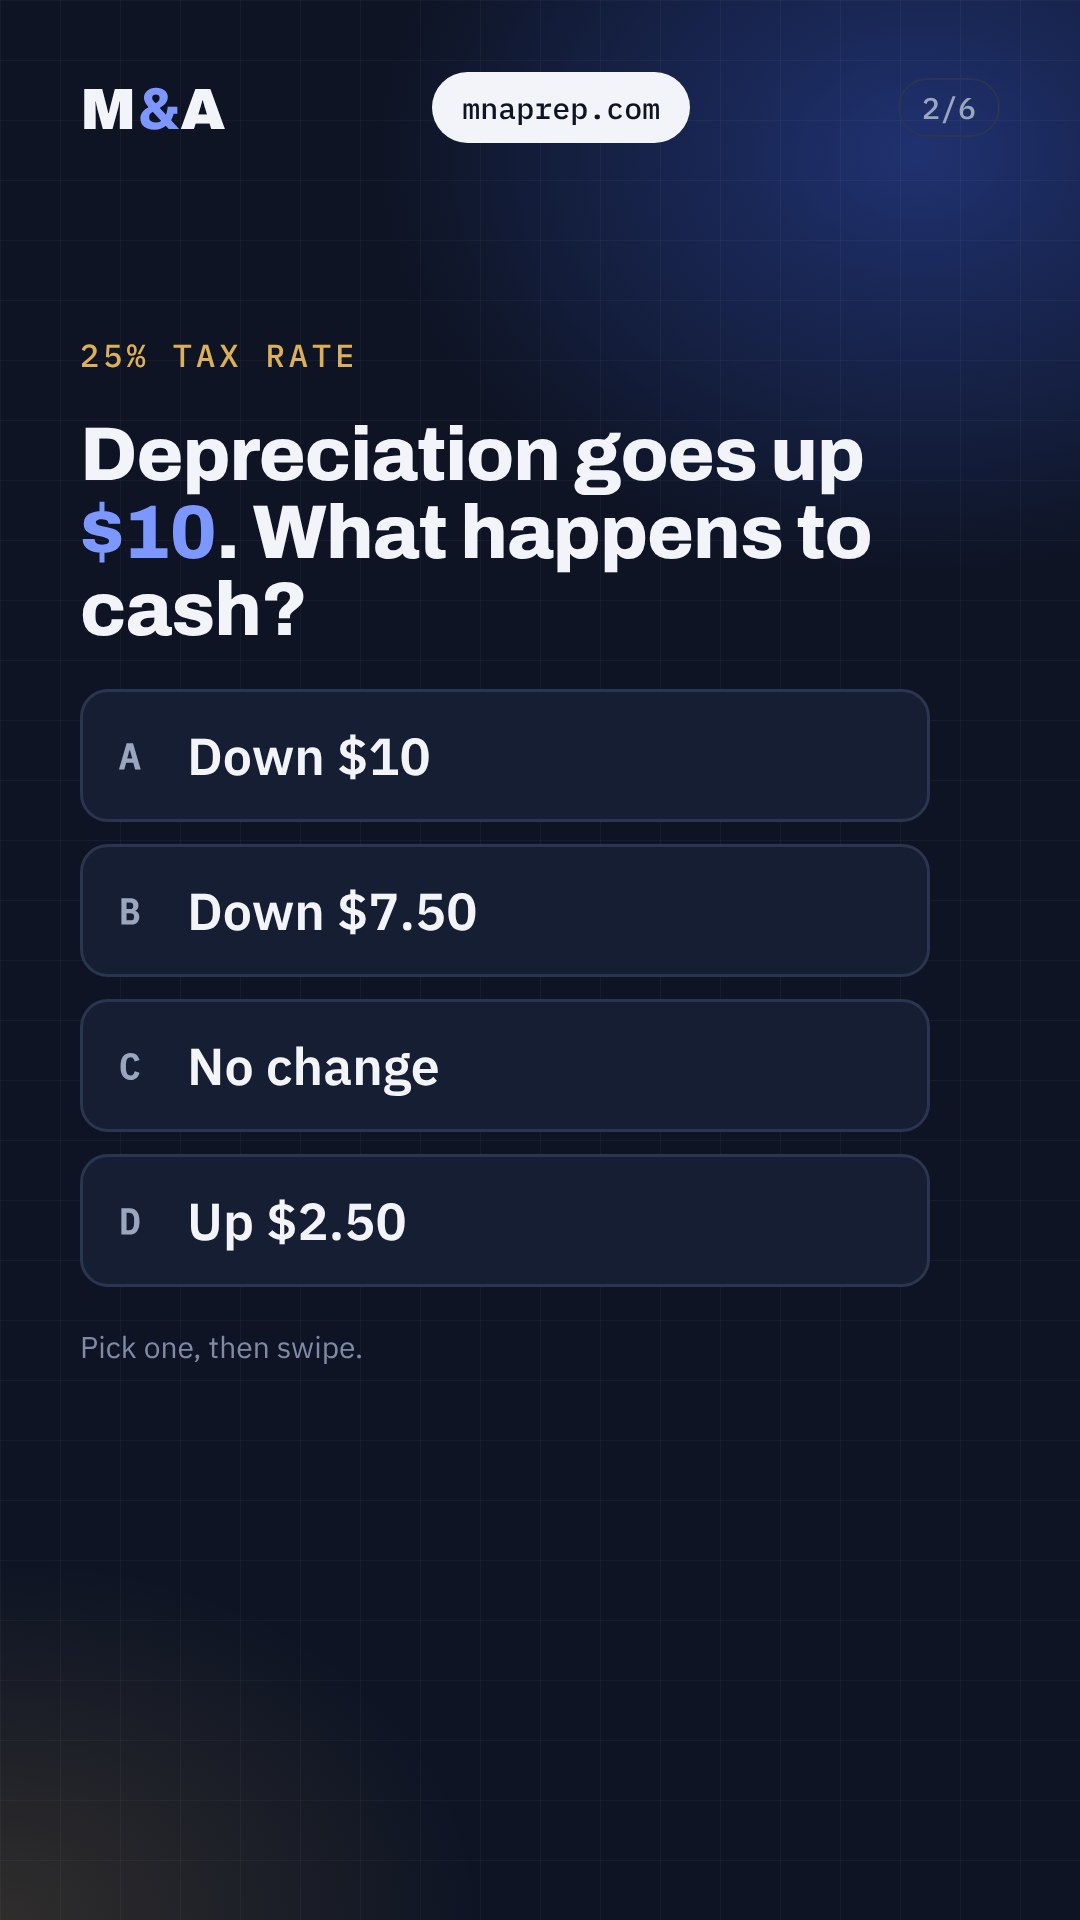 M&A
mnaprep.com
2/6
25% TAX RATE
Depreciation goes up
$10. What happens to
cash?
A Down $10
B Down $7.50
C No change
D Up $2.50
Pick one, then swipe.